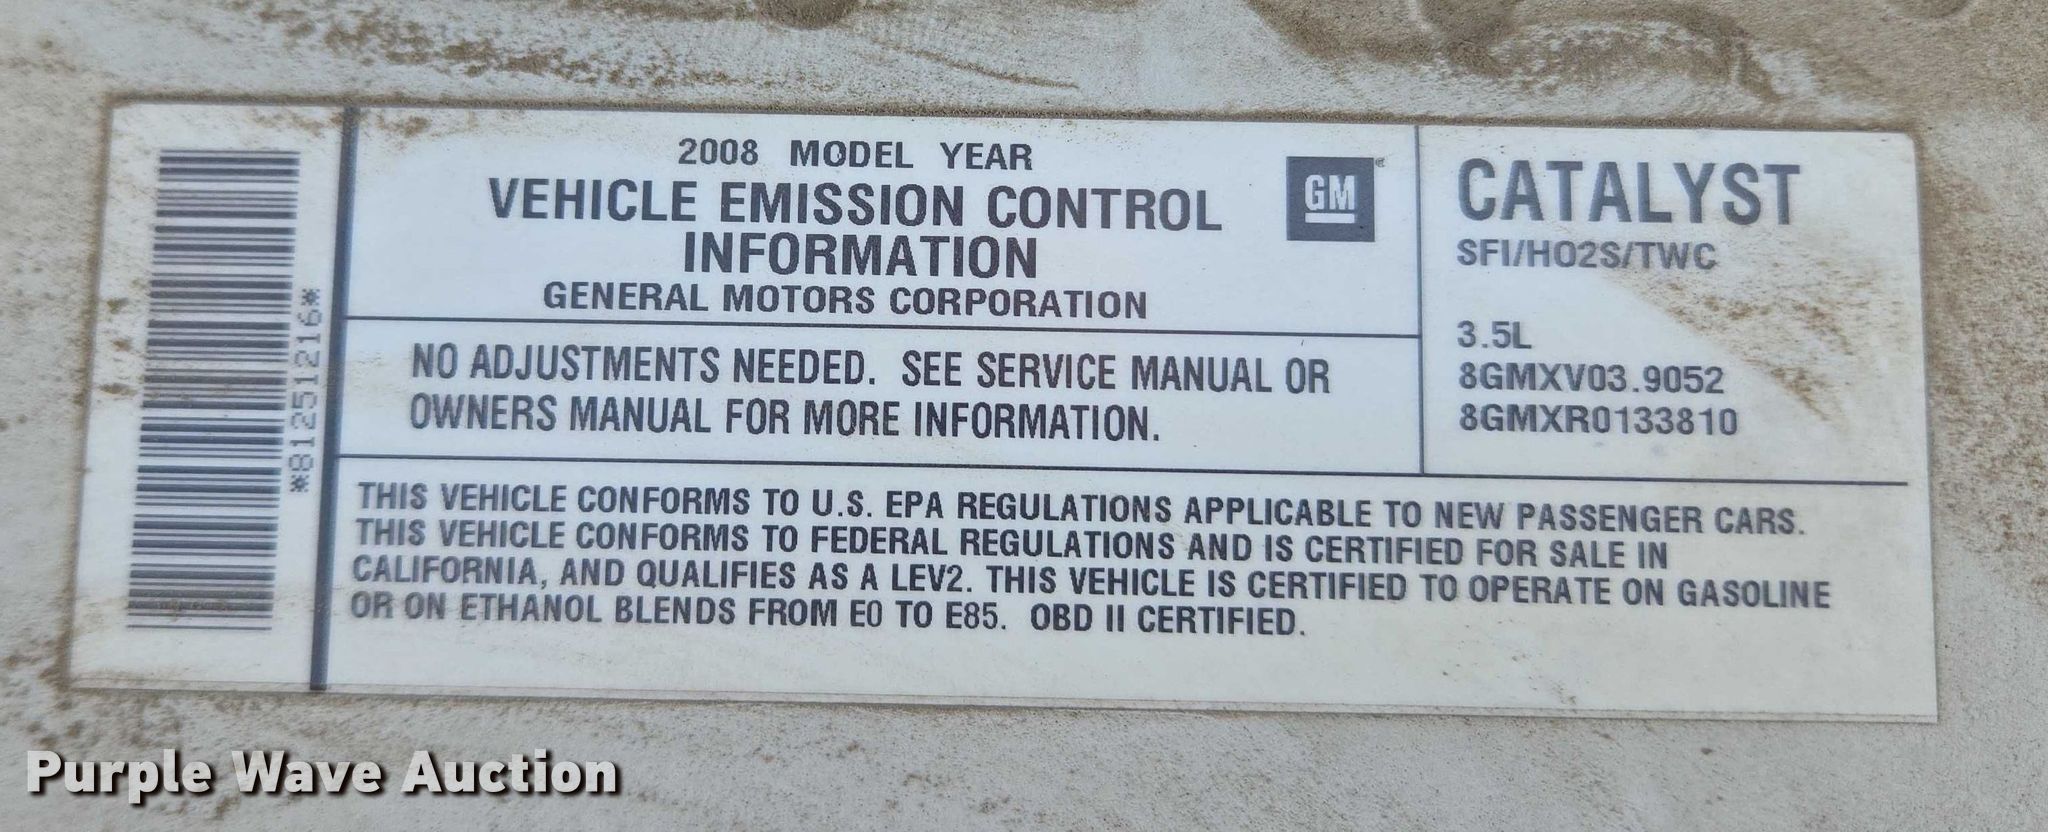 *81251216*
2008 MODEL YEAR
VEHICLE EMISSION CONTROL
INFORMATION
GENERAL MOTORS CORPORATION
GM
NO ADJUSTMENTS NEEDED. SEE SERVICE MANUAL OR
OWNERS MANUAL FOR MORE INFORMATION.
CATALYST
SFI/HO2S/TWC
3.5L
8GMXV03.9052
8GMXR0133810
THIS VEHICLE CONFORMS TO U.S. EPA REGULATIONS APPLICABLE TO NEW PASSENGER CARS.
THIS VEHICLE CONFORMS TO FEDERAL REGULATIONS AND IS CERTIFIED FOR SALE IN
CALIFORNIA, AND QUALIFIES AS A LEV2. THIS VEHICLE IS CERTIFIED TO OPERATE ON GASOLINE
OR ON ETHANOL BLENDS FROM E0 TO E85. OBD II CERTIFIED.
Purple Wave Auction